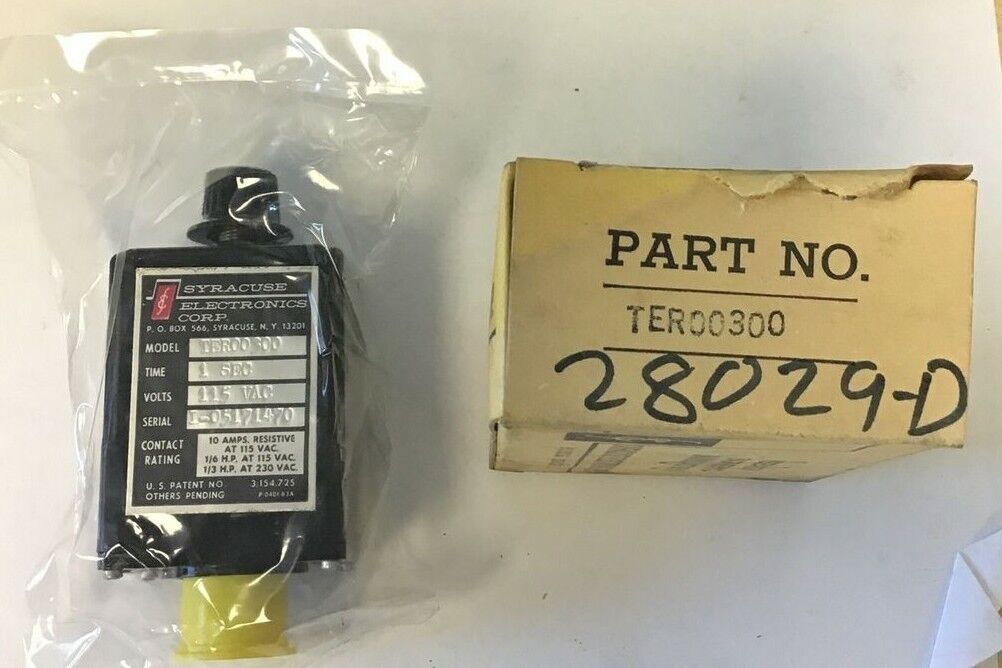 SYRACUSE
ELECTRONICS
CORP.
P. O. BOX 566, SYRACUSE, N. Y. 13201
MODEL TER00300
TIME 1 SEC
VOLTS 115 VAC
SERIAL 1-05171470
CONTACT RATING
10 AMPS. RESISTIVE
AT 115 VAC.
1/6 H.P. AT 115 VAC.
1/3 H.P. AT 230 VAC.
U. S. PATENT NO. 3,154,725
OTHERS PENDING P-0401-63A
PART NO.
TER00300
28029-D